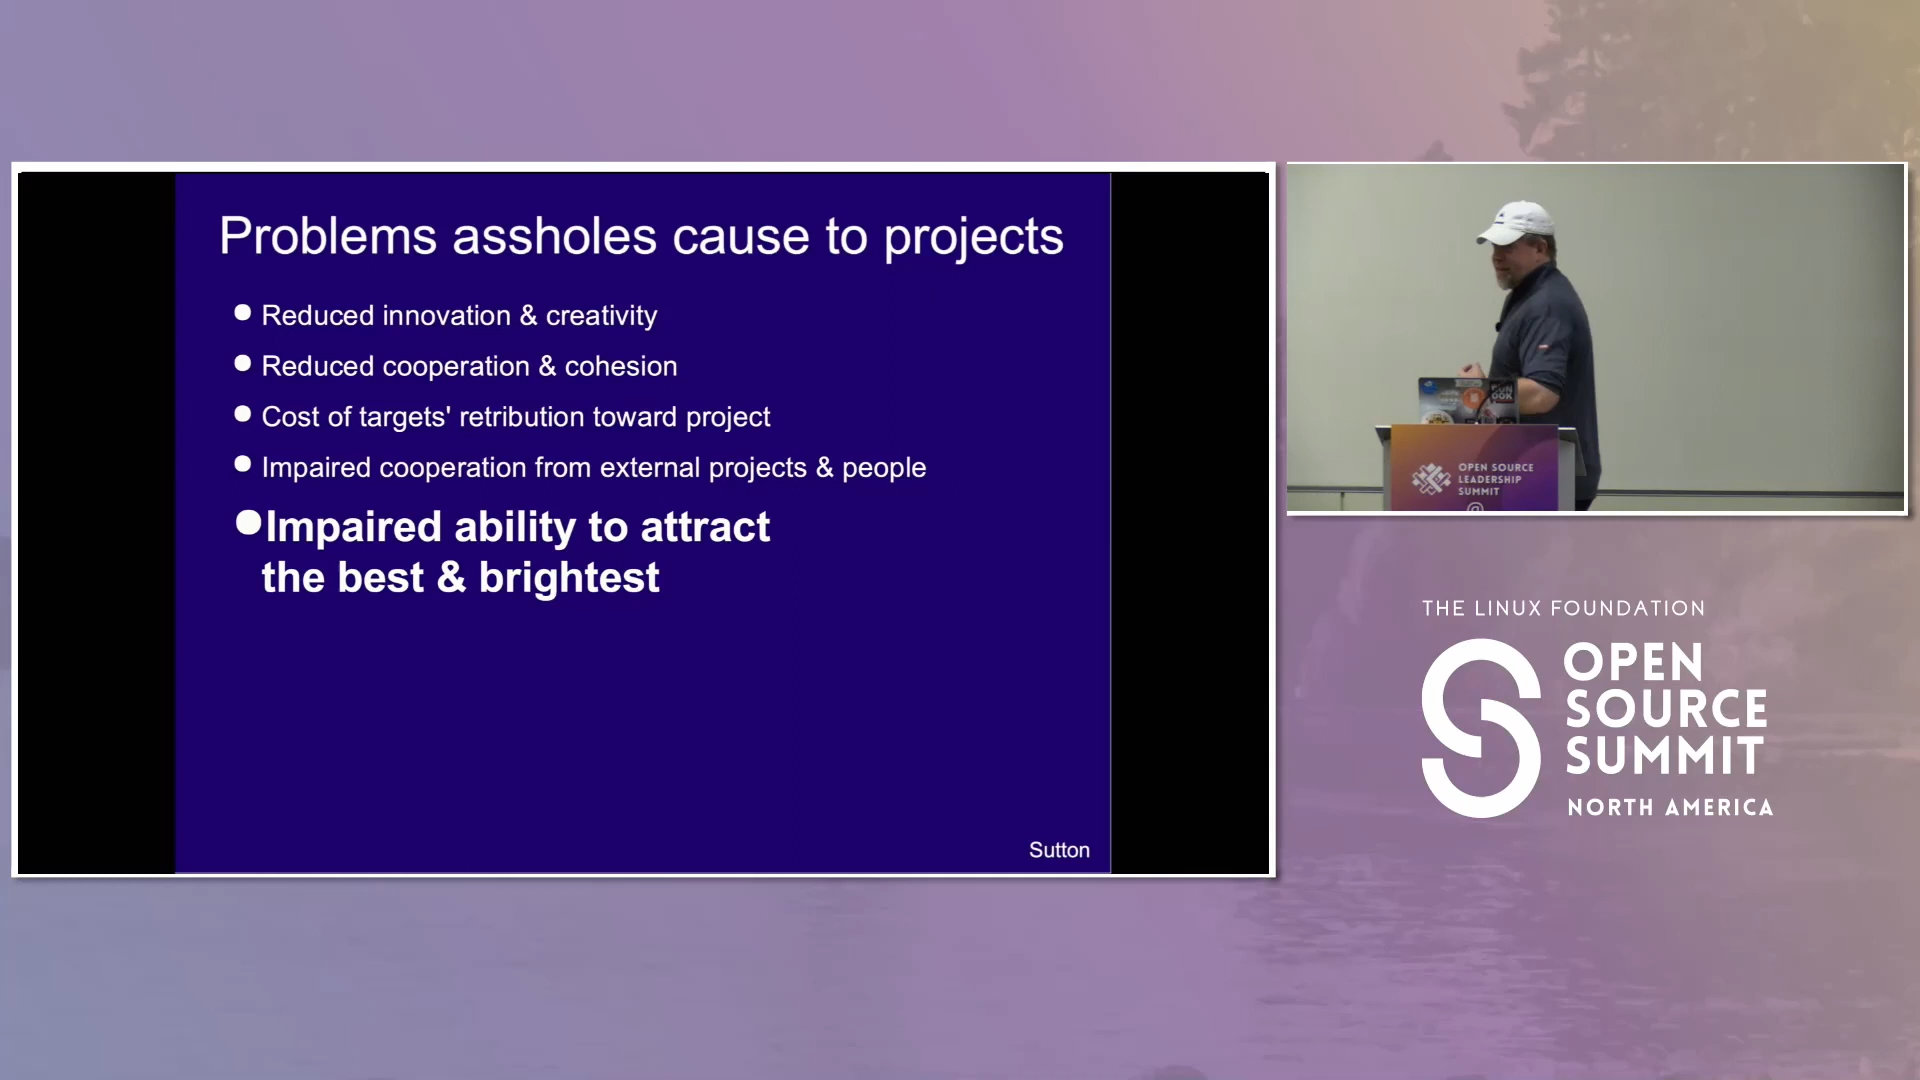 Problems assholes cause to projects
Reduced innovation & creativity
Reduced cooperation & cohesion
Cost of targets' retribution toward project
Impaired cooperation from external projects & people
Impaired ability to attract
the best & brightest
Sutton
OPEN SOURCE
LEADERSHIP
SUMMIT
@
THE LINUX FOUNDATION
OPEN
SOURCE
SUMMIT
NORTH AMERICA